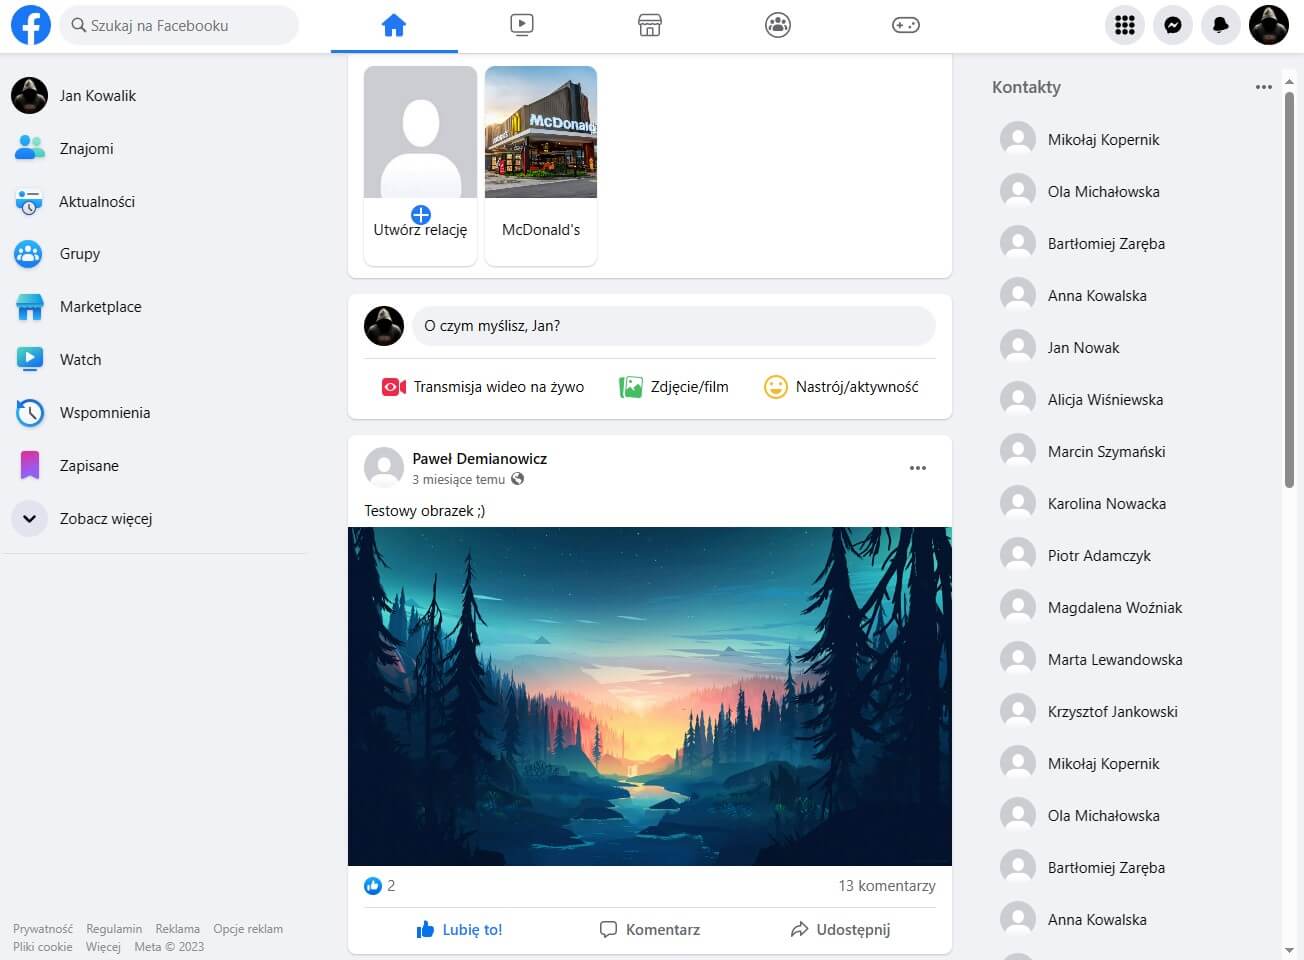 Szukaj na Facebooku
Jan Kowalik
Znajomi
Aktualności
Grupy
Marketplace
Watch
Wspomnienia
Zapisane
Zobacz więcej
Prywatność Regulamin Reklama Opcje reklam
Pliki cookie Więcej Meta © 2023
McDonald
Utwórz relację
McDonald's
O czym myślisz, Jan?
Transmisja wideo na żywo
Zdjęcie/film
Nastrój/aktywność
Paweł Demianowicz
3 miesiące temu
Testowy obrazek ;)
2
13 komentarzy
Lubię to!
Komentarz
Udostępnij
Kontakty
Mikołaj Kopernik
Ola Michałowska
Bartłomiej Zaręba
Anna Kowalska
Jan Nowak
Alicja Wiśniewska
Marcin Szymański
Karolina Nowacka
Piotr Adamczyk
Magdalena Woźniak
Marta Lewandowska
Krzysztof Jankowski
Mikołaj Kopernik
Ola Michałowska
Bartłomiej Zaręba
Anna Kowalska